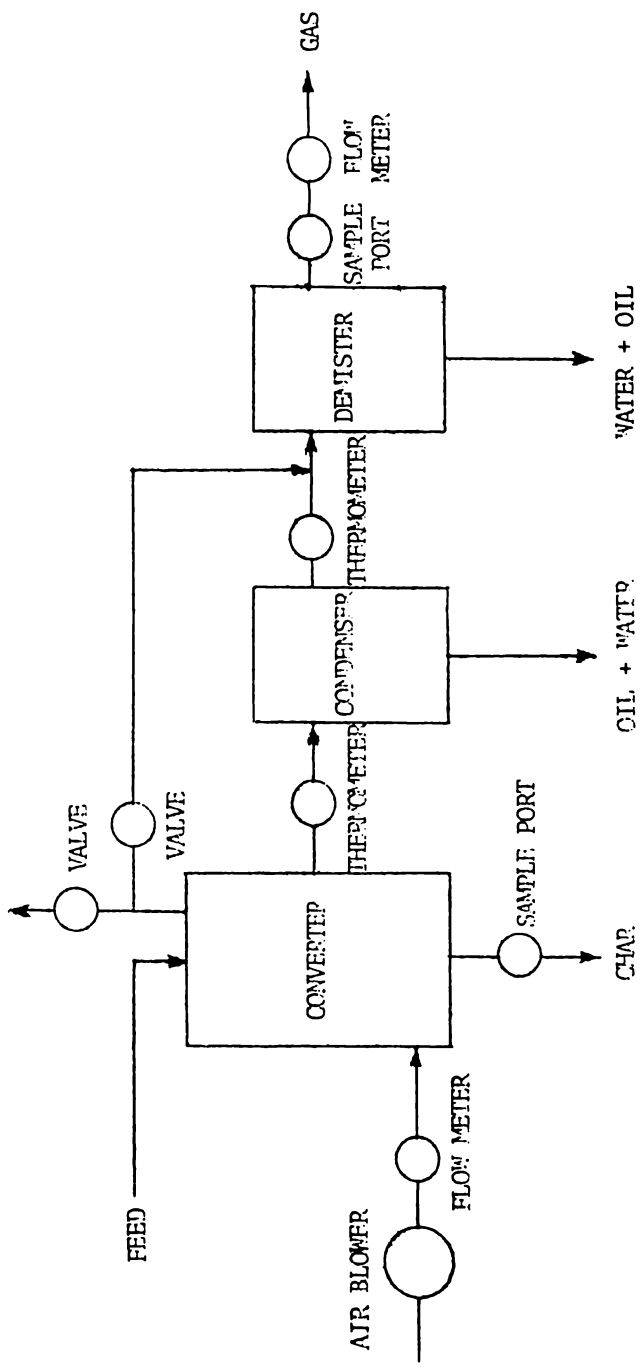 GAS
FLOW
METER
SAMPLE
PORT
DEMISTER
WATER + OIL
THERMOMETER
CONDENSER
OIL + WATER
THERMOMETER
VALVE
VALVE
CONVERTER
SAMPLE PORT
CHAR
FEED
FLOW METER
AIR BLOWER